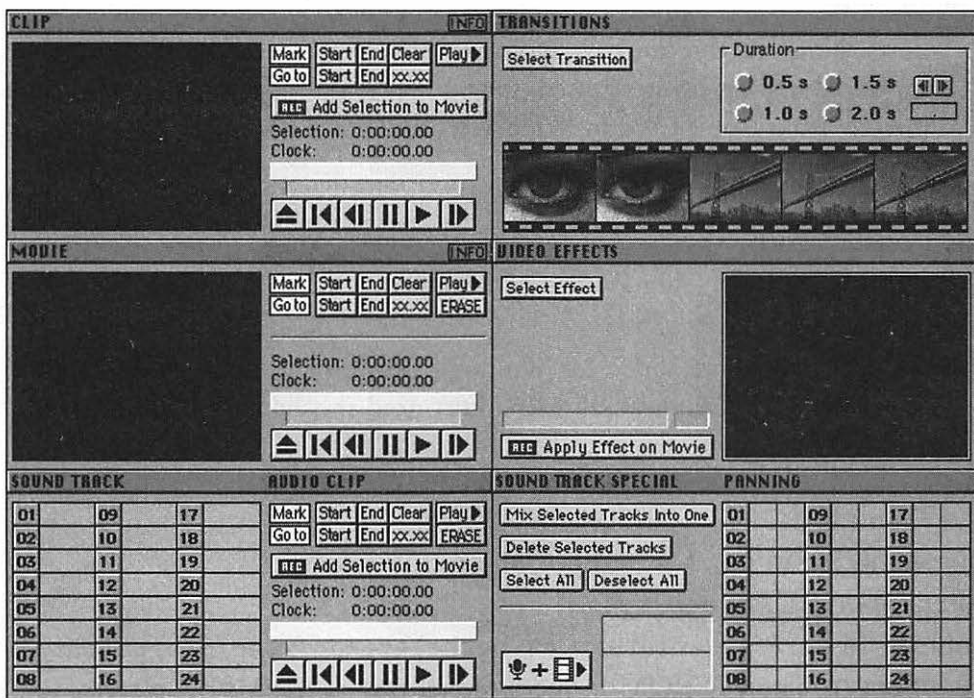 CLIP INFO
Mark Start End Clear Play
Go to Start End xx.xx
REC Add Selection to Movie
Selection: 0:00:00.00
Clock: 0:00:00.00
TRANSITIONS
Select Transition
Duration
0.5 s 1.5 s
1.0 s 2.0 s
MOVIE INFO
Mark Start End Clear Play
Go to Start End xx.xx ERASE
Selection: 0:00:00.00
Clock: 0:00:00.00
VIDEO EFFECTS
Select Effect
REC Apply Effect on Movie
SOUND TRACK
01 09 17
02 10 18
03 11 19
04 12 20
05 13 21
06 14 22
07 15 23
08 16 24
AUDIO CLIP
Mark Start End Clear Play
Go to Start End xx.xx ERASE
REC Add Selection to Movie
Selection: 0:00:00.00
Clock: 0:00:00.00
SOUND TRACK SPECIAL
Mix Selected Tracks Into One
Delete Selected Tracks
Select All Deselect All
+
PANNING
01 09 17
02 10 18
03 11 19
04 12 20
05 13 21
06 14 22
07 15 23
08 16 24